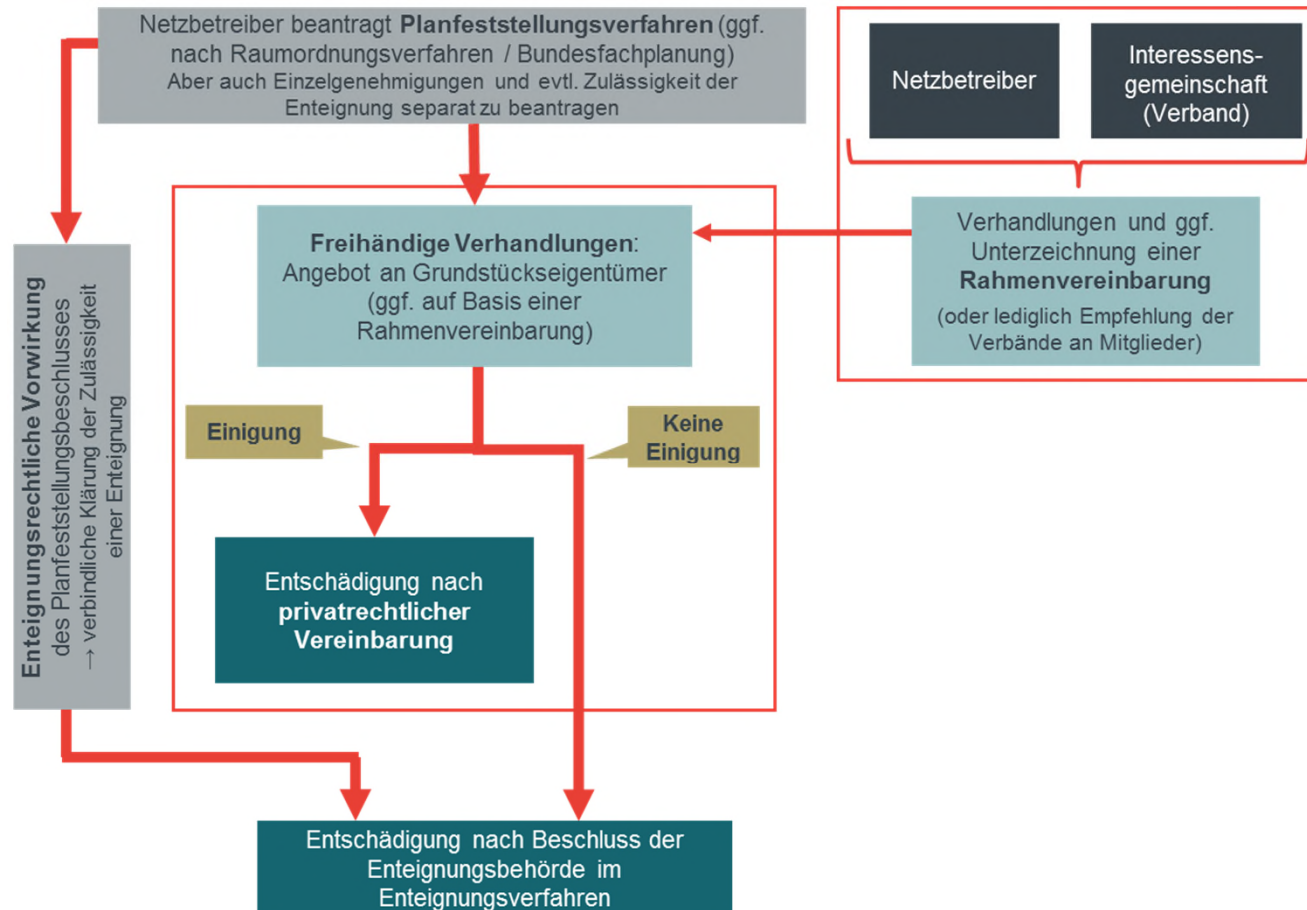 Netzbetreiber beantragt Planfeststellungsverfahren (ggf.
nach Raumordnungsverfahren / Bundesfachplanung)
Aber auch Einzelgenehmigungen und evtl. Zulässigkeit der
Enteignung separat zu beantragen
Netzbetreiber
Interessens-
gemeinschaft
(Verband)
Verhandlungen und ggf.
Unterzeichnung einer
Rahmenvereinbarung
(oder lediglich Empfehlung der
Verbände an Mitglieder)
Freihändige Verhandlungen:
Angebot an Grundstückseigentümer
(ggf. auf Basis einer
Rahmenvereinbarung)
Enteignungsrechtliche Vorwirkung
des Planfeststellungsbeschlusses
→ verbindliche Klärung der Zulässigkeit
einer Enteignung
Einigung
Keine
Einigung
Entschädigung nach
privatrechtlicher
Vereinbarung
Entschädigung nach Beschluss der
Enteignungsbehörde im
Enteignungsverfahren